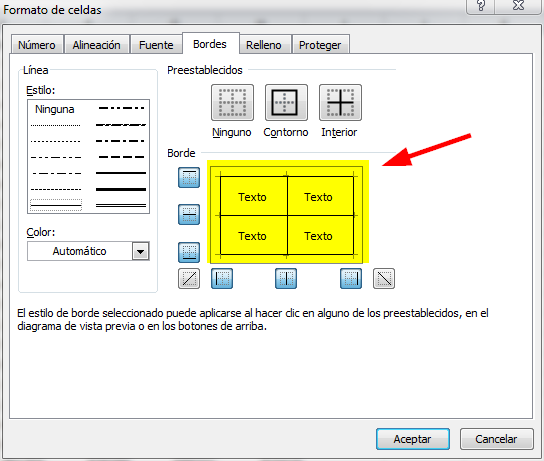 Formato de celdas
Número Alineación Fuente Bordes Relleno Proteger
Línea
Estilo:
Ninguna
Color:
Automático
Preestablecidos
Ninguno Contorno Interior
Borde
Texto Texto
Texto Texto
El estilo de borde seleccionado puede aplicarse al hacer clic en alguno de los preestablecidos, en el
diagrama de vista previa o en los botones de arriba.
Aceptar Cancelar